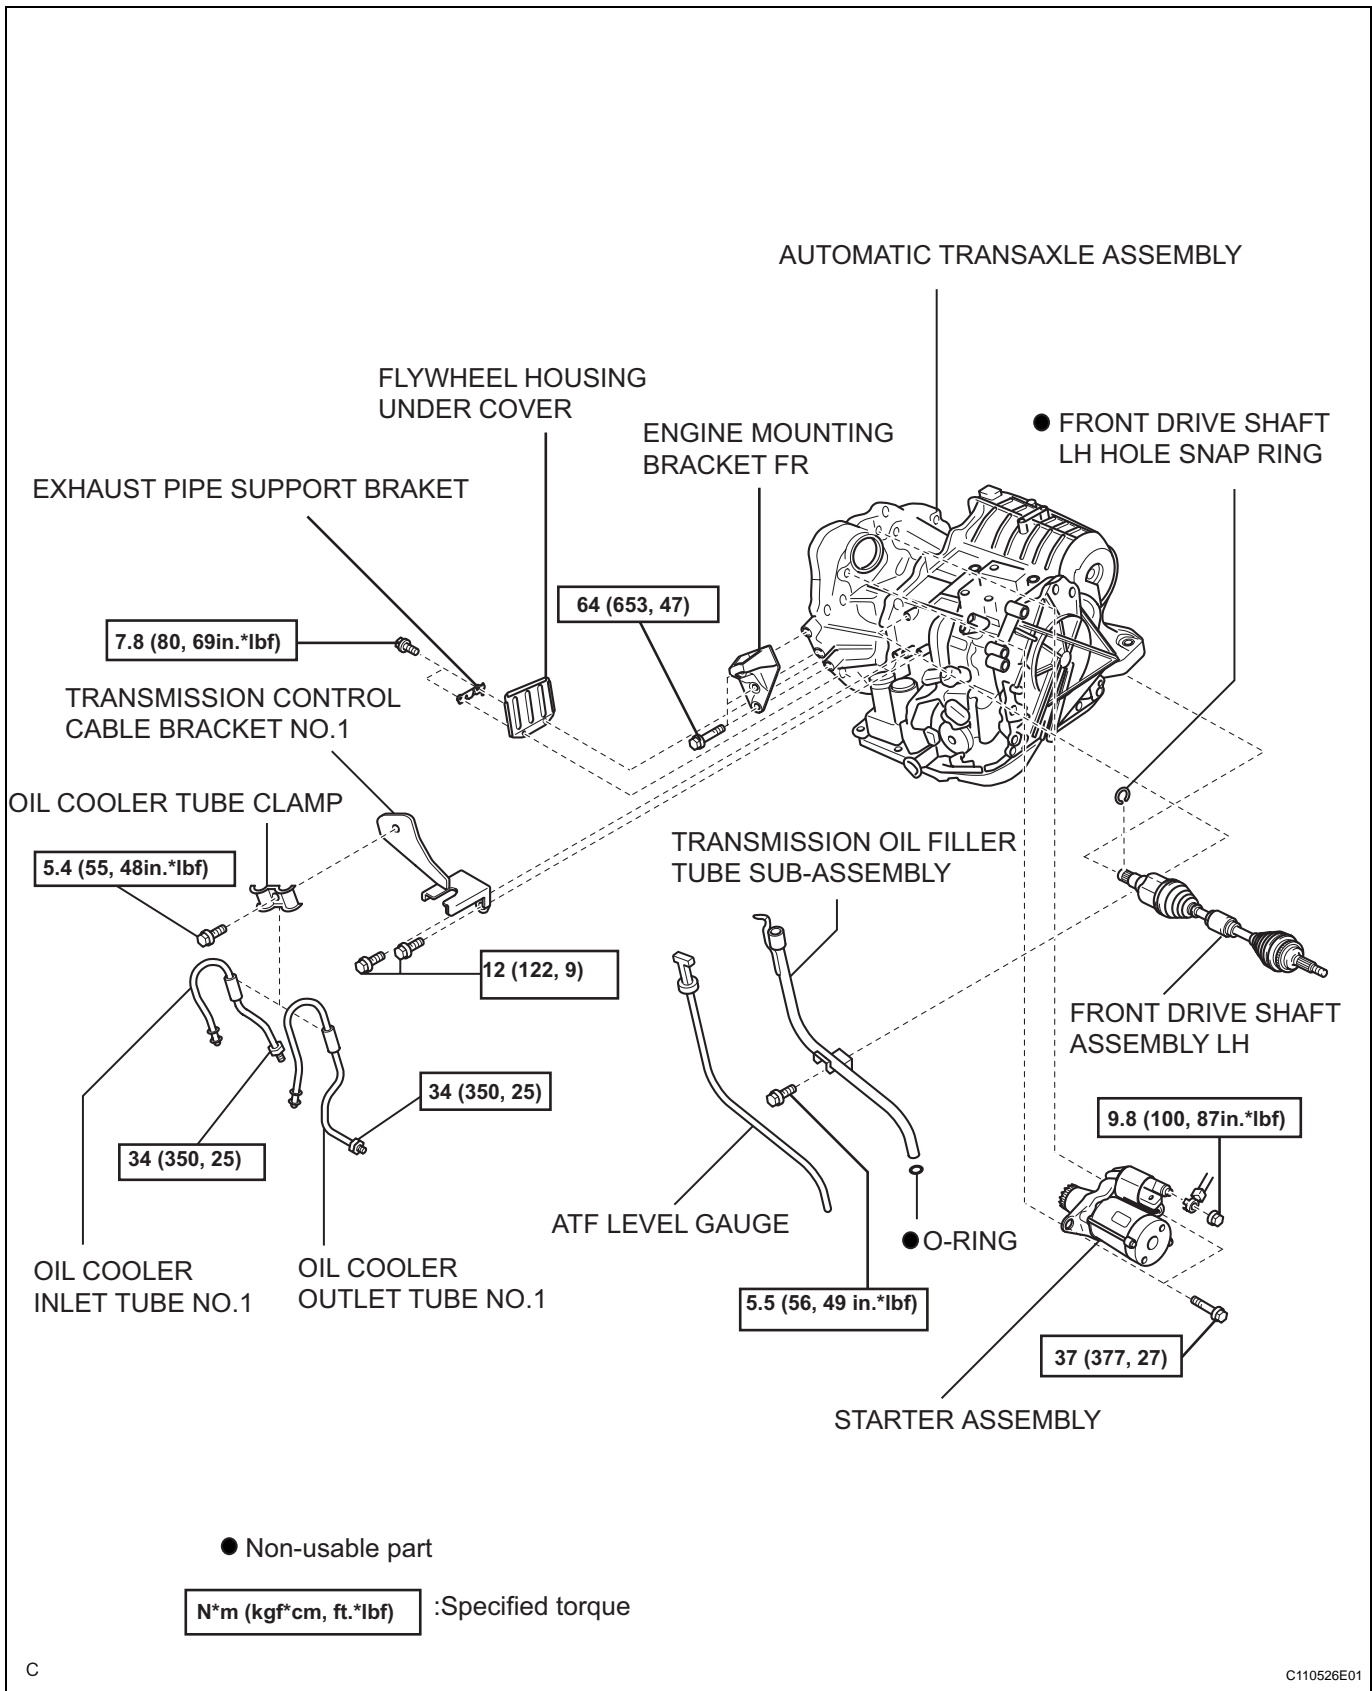 AUTOMATIC TRANSAXLE ASSEMBLY
FLYWHEEL HOUSING
UNDER COVER
ENGINE MOUNTING
BRACKET FR
● FRONT DRIVE SHAFT
LH HOLE SNAP RING
EXHAUST PIPE SUPPORT BRAKET
64 (653, 47)
7.8 (80, 69in.*lbf)
TRANSMISSION CONTROL
CABLE BRACKET NO.1
OIL COOLER TUBE CLAMP
5.4 (55, 48in.*lbf)
TRANSMISSION OIL FILLER
TUBE SUB-ASSEMBLY
12 (122, 9)
FRONT DRIVE SHAFT
ASSEMBLY LH
34 (350, 25)
9.8 (100, 87in.*lbf)
34 (350, 25)
ATF LEVEL GAUGE
● O-RING
OIL COOLER
INLET TUBE NO.1
OIL COOLER
OUTLET TUBE NO.1
5.5 (56, 49 in.*lbf)
37 (377, 27)
STARTER ASSEMBLY
● Non-usable part
N*m (kgf*cm, ft.*lbf) :Specified torque
C
C110526E01